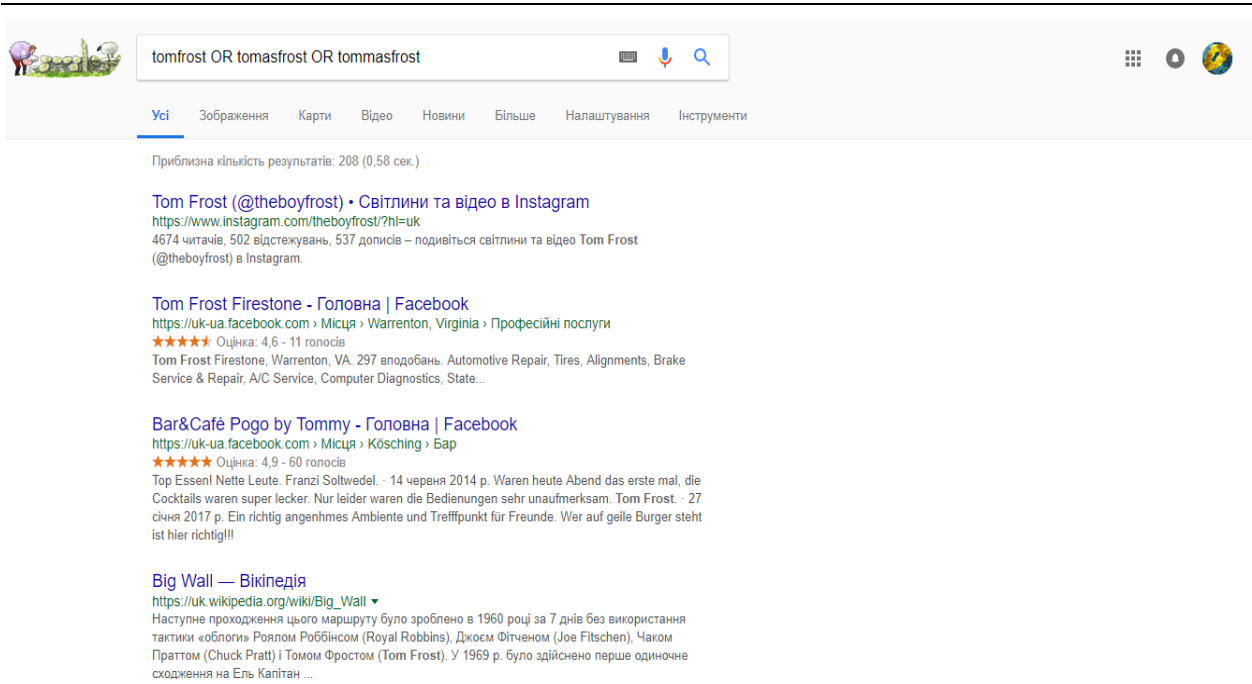 tomfrost OR tomasfrost OR tommasfrost
Усі Зображення Карти Відео Новини Більше Налаштування Інструменти
Приблизна кількість результатів: 208 (0,58 сек.)
Tom Frost (@theboyfrost) • Світлини та відео в Instagram
https://www.instagram.com/theboyfrost/?hl=uk
4674 читачів, 502 відстежувань, 537 дописів – подивіться світлини та відео Tom Frost
(@theboyfrost) в Instagram.
Tom Frost Firestone - Головна | Facebook
https://uk-ua.facebook.com › Місця › Warrenton, Virginia › Професійні послуги
★★★★★ Оцінка: 4,6 - 11 голосів
Tom Frost Firestone, Warrenton, VA. 297 вподобань. Automotive Repair, Tires, Alignments, Brake
Service & Repair, A/C Service, Computer Diagnostics, State...
Bar&Café Pogo by Tommy - Головна | Facebook
https://uk-ua.facebook.com › Місця › Kösching › Бар
★★★★★ Оцінка: 4,9 - 60 голосів
Top Essen! Nette Leute. Franzi Soltwedel. · 14 червня 2014 р. Waren heute Abend das erste mal, die
Cocktails waren super lecker. Nur leider waren die Bedienungen sehr unaufmerksam. Tom Frost. · 27
січня 2017 р. Ein richtig angenhmes Ambiente und Trefffpunkt für Freunde. Wer auf geile Burger steht
ist hier richtig!!!
Big Wall — Вікіпедія
https://uk.wikipedia.org/wiki/Big_Wall ▾
Наступне проходження цього маршруту було зроблено в 1960 році за 7 днів без використання
тактики «облоги» Роялом Роббінсом (Royal Robbins), Джоєм Фітченом (Joe Fitschen), Чаком
Праттом (Chuck Pratt) і Томом Фростом (Tom Frost). У 1969 р. було здійснено перше одиночне
сходження на Ель Капітан ...